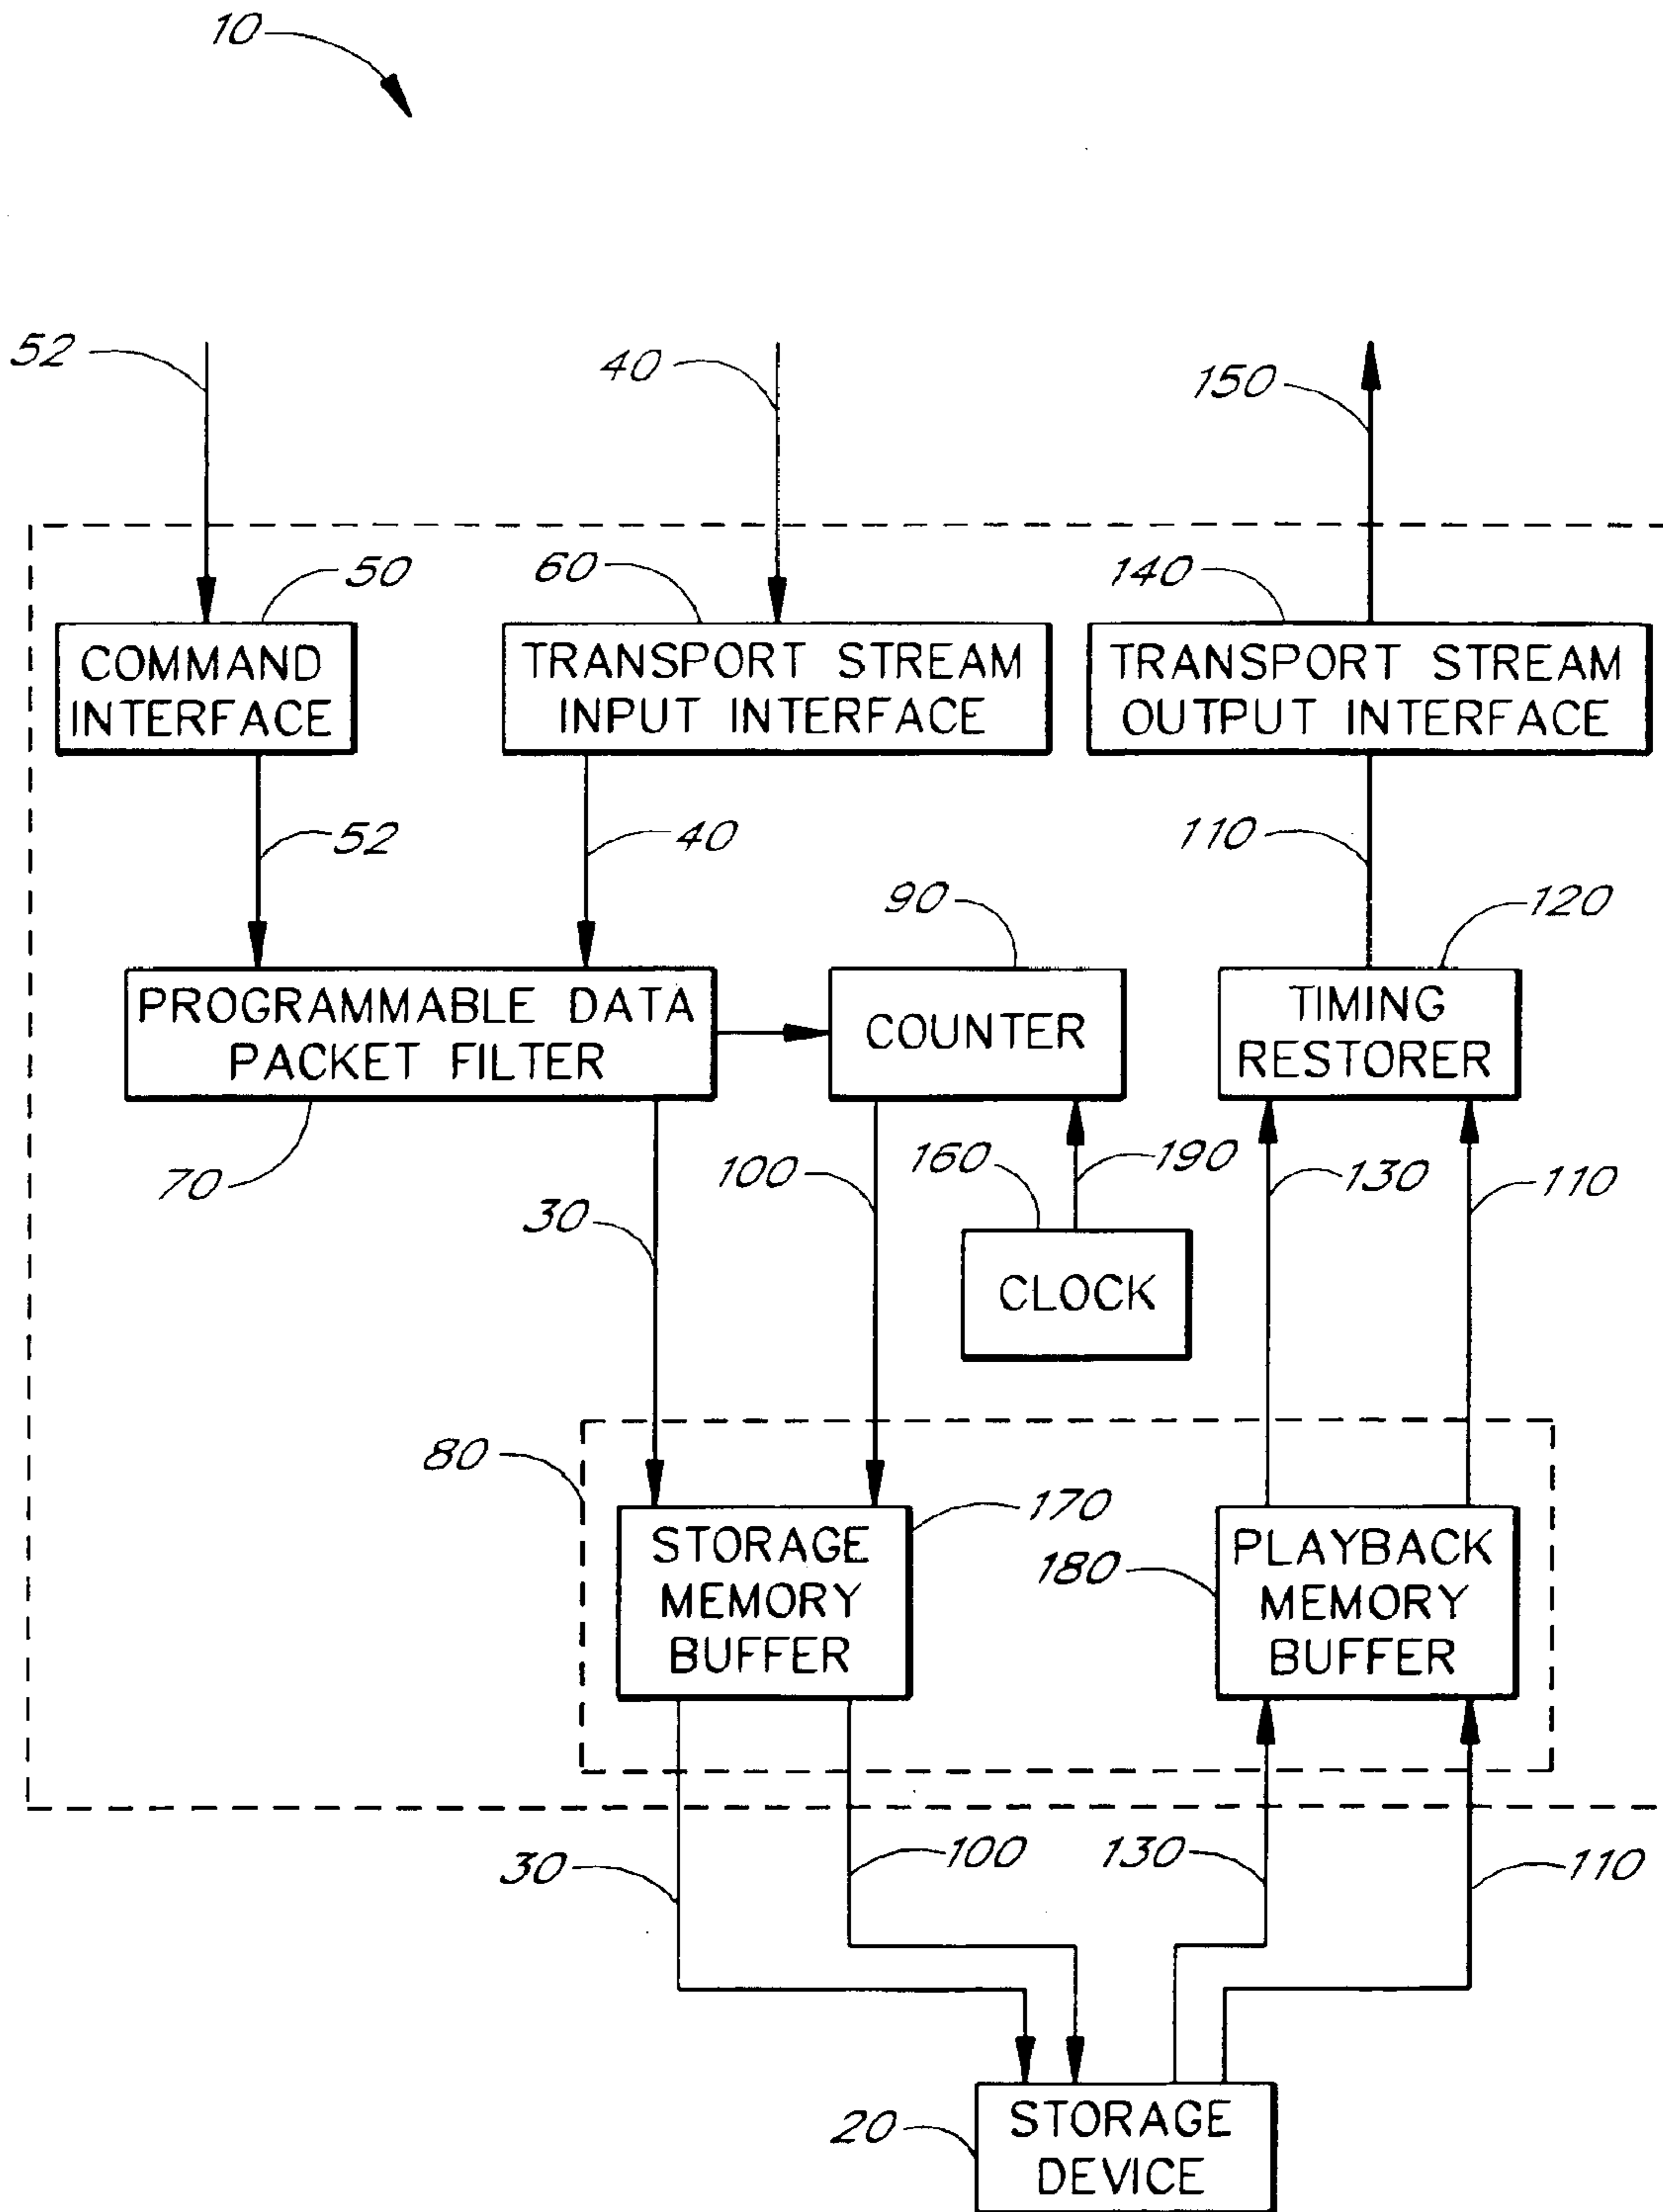 10
52
40
150
50
60
140
COMMAND
INTERFACE
TRANSPORT STREAM
INPUT INTERFACE
TRANSPORT STREAM
OUTPUT INTERFACE
52
40
110
90
120
PROGRAMMABLE DATA
PACKET FILTER
COUNTER
TIMING
RESTORER
70
30
100
160
190
130
110
CLOCK
80
170
180
STORAGE
MEMORY
BUFFER
PLAYBACK
MEMORY
BUFFER
30
100
130
110
20
STORAGE
DEVICE